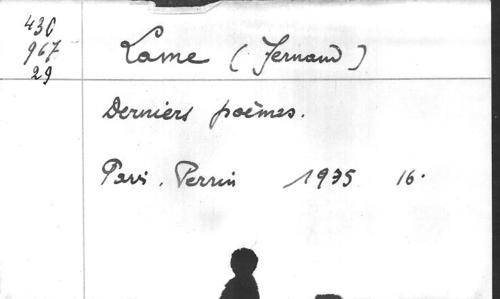 430
967
29
Lame (Fernand)
Derniers poèmes.
Paris. Perrin 1935 16.